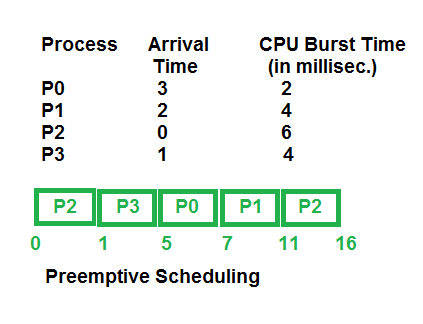 Process Arrival CPU Burst Time
Time (in millisec.)
P0 3 2
P1 2 4
P2 0 6
P3 1 4
P2 P3 P0 P1 P2
0 1 5 7 11 16
Preemptive Scheduling